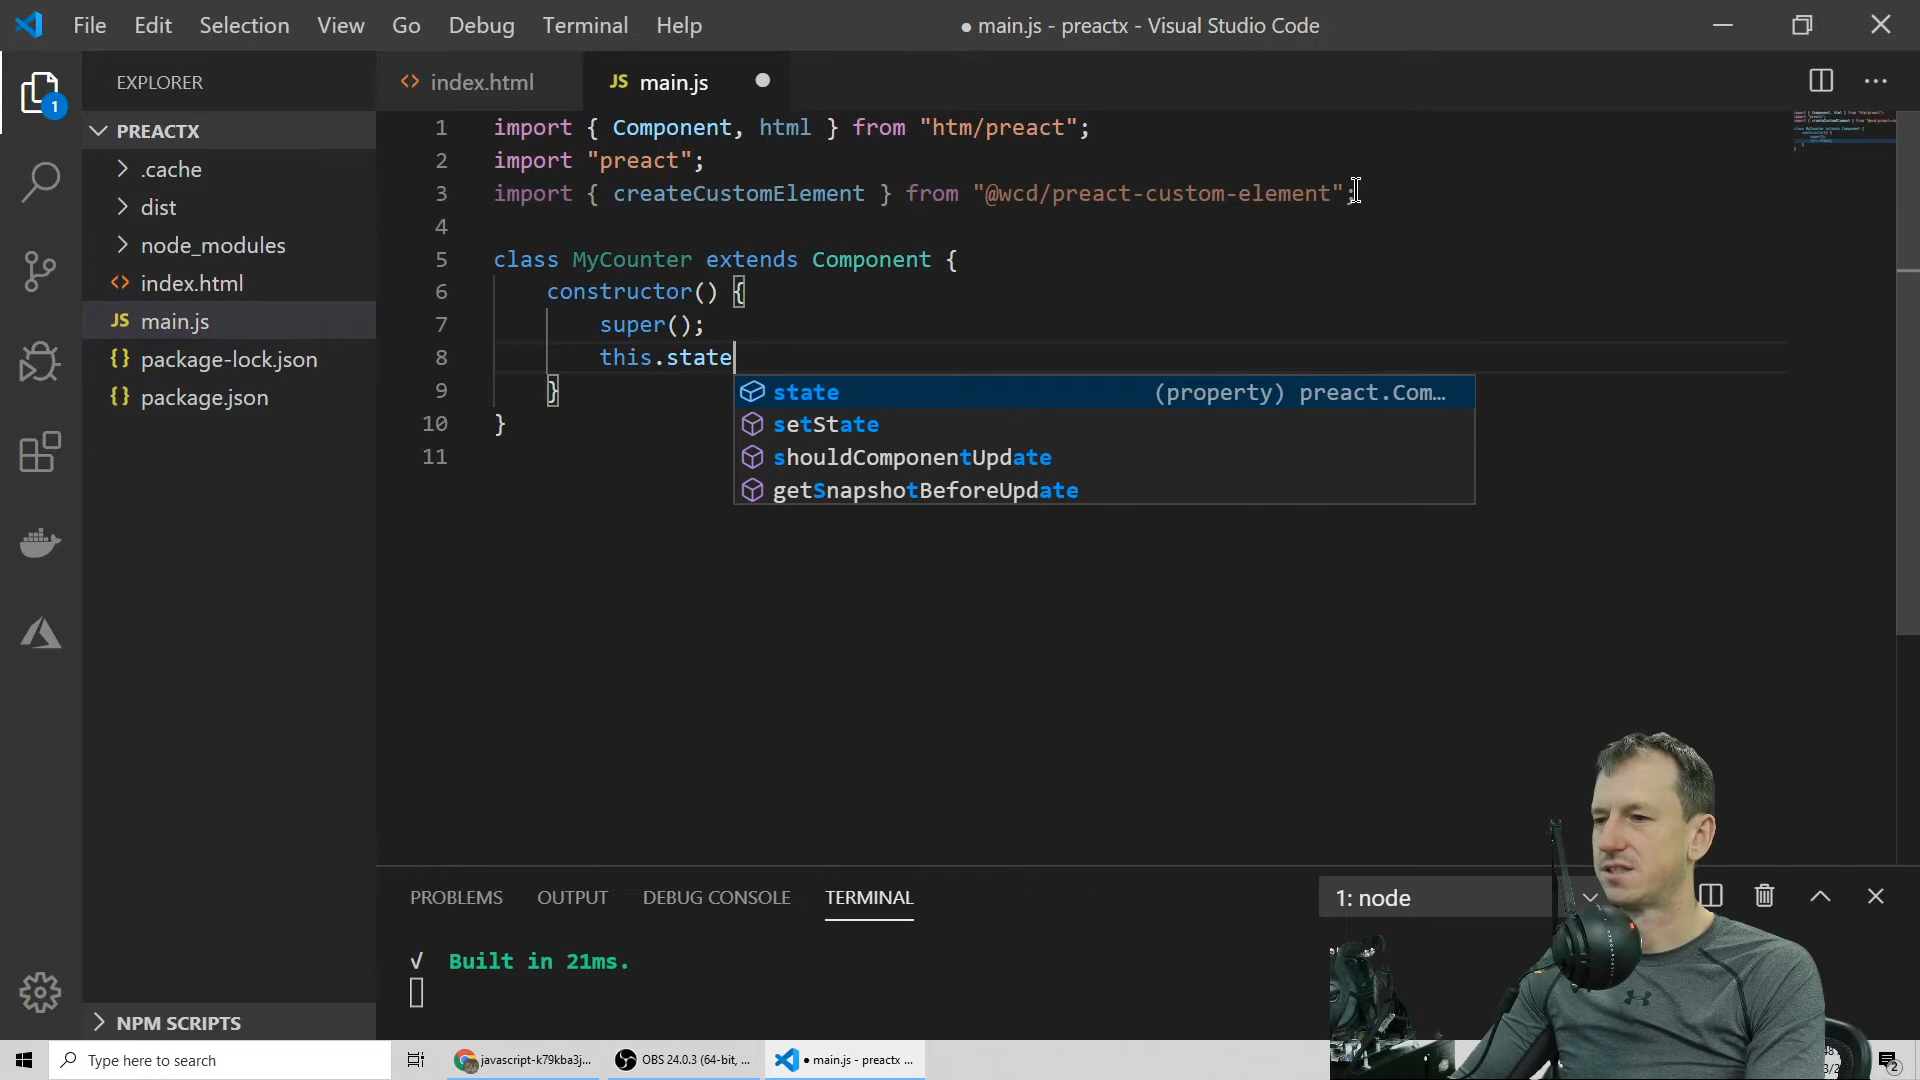 File Edit Selection View Go Debug Terminal Help
● main.js - preactx - Visual Studio Code
1
EXPLORER
PREACTX
.cache
dist
node_modules
<> index.html
JS main.js
{} package-lock.json
{} package.json
NPM SCRIPTS
<> index.html
JS main.js
1 import { Component, html } from "htm/preact";
2 import "preact";
3 import { createCustomElement } from "@wcd/preact-custom-element";
4
5 class MyCounter extends Component {
6 constructor() {
7 super();
8 this.state
9 }
10 }
11
state (property) preact.Com…
setState
shouldComponentUpdate
getSnapshotBeforeUpdate
PROBLEMS OUTPUT DEBUG CONSOLE TERMINAL
1: node
√ Built in 21ms.
Type here to search
javascript-k79kba3j...
OBS 24.0.3 (64-bit, ...
● main.js - preactx ...
2